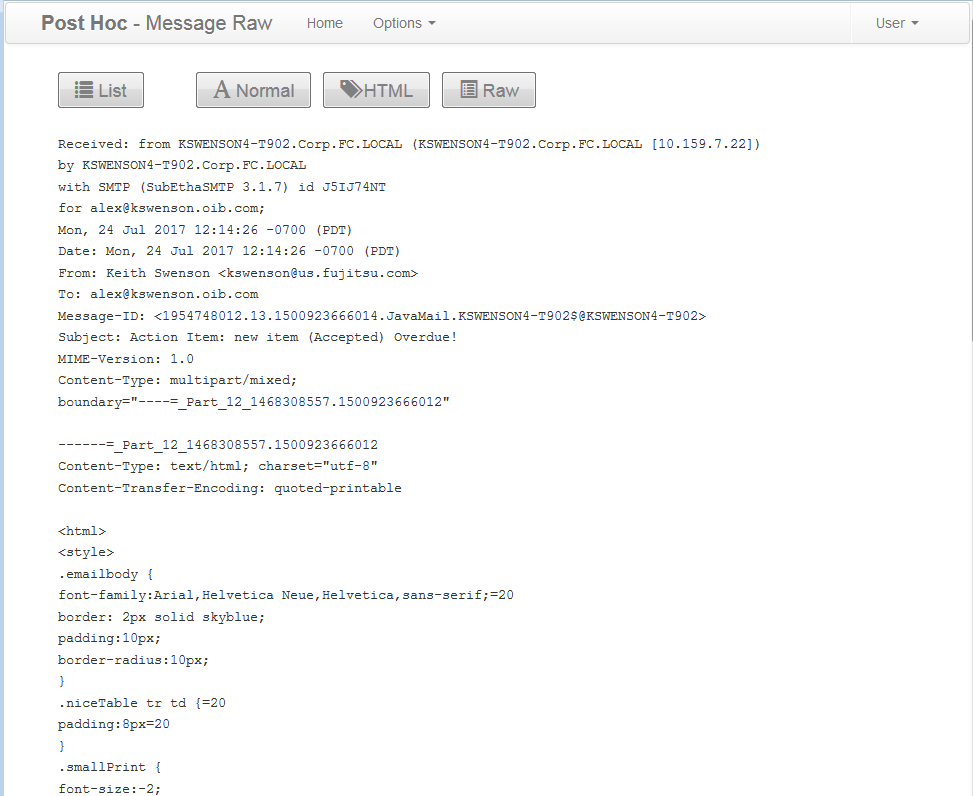 Post Hoc - Message Raw Home Options User
List Normal HTML Raw
Received: from KSWENSON4-T902.Corp.FC.LOCAL (KSWENSON4-T902.Corp.FC.LOCAL [10.159.7.22])
by KSWENSON4-T902.Corp.FC.LOCAL
with SMTP (SubEthaSMTP 3.1.7) id J5IJ74NT
for alex@kswenson.oib.com;
Mon, 24 Jul 2017 12:14:26 -0700 (PDT)
Date: Mon, 24 Jul 2017 12:14:26 -0700 (PDT)
From: Keith Swenson <kswenson@us.fujitsu.com>
To: alex@kswenson.oib.com
Message-ID: <1954748012.13.1500923666014.JavaMail.KSWENSON4-T902$@KSWENSON4-T902>
Subject: Action Item: new item (Accepted) Overdue!
MIME-Version: 1.0
Content-Type: multipart/mixed;
boundary="----=_Part_12_1468308557.1500923666012"
------=_Part_12_1468308557.1500923666012
Content-Type: text/html; charset="utf-8"
Content-Transfer-Encoding: quoted-printable
<html>
<style>
.emailbody {
font-family:Arial,Helvetica Neue,Helvetica,sans-serif;=20
border: 2px solid skyblue;
padding:10px;
border-radius:10px;
}
.niceTable tr td {=20
padding:8px=20
}
.smallPrint {
font-size:-2;